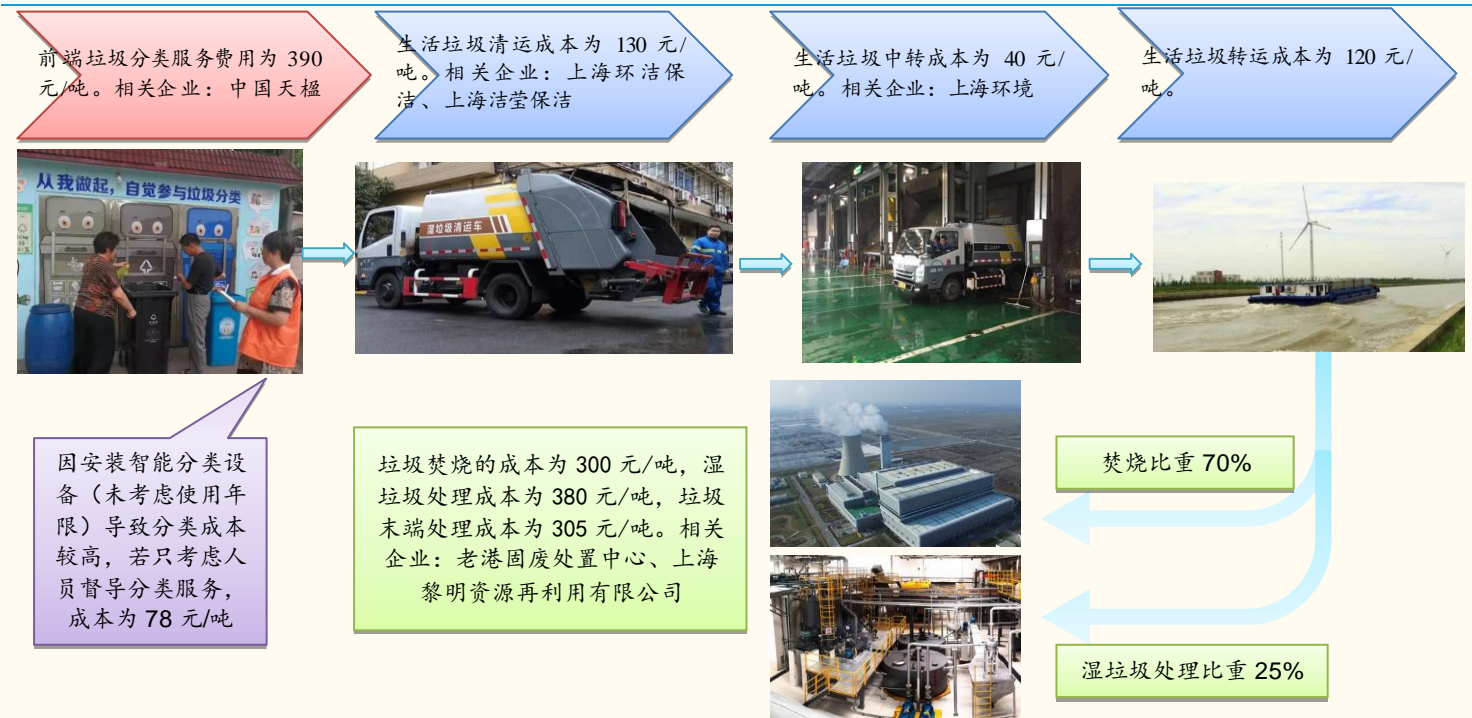 前端垃圾分类服务费用为 390
元/吨。相关企业：中国天楹
生活垃圾清运成本为 130 元/
吨。相关企业：上海环洁保
洁、上海洁莹保洁
生活垃圾中转成本为 40 元/
吨。相关企业：上海环境
生活垃圾转运成本为 120 元/
吨。
从我做起，自觉参与垃圾分类
湿垃圾清运车
因安装智能分类设
备（未考虑使用年
限）导致分类成本
较高，若只考虑人
员督导分类服务，
成本为 78 元/吨
垃圾焚烧的成本为 300 元/吨，湿
垃圾处理成本为 380 元/吨，垃圾
末端处理成本为 305 元/吨。相关
企业：老港固废处置中心、上海
黎明资源再利用有限公司
焚烧比重 70%
湿垃圾处理比重 25%